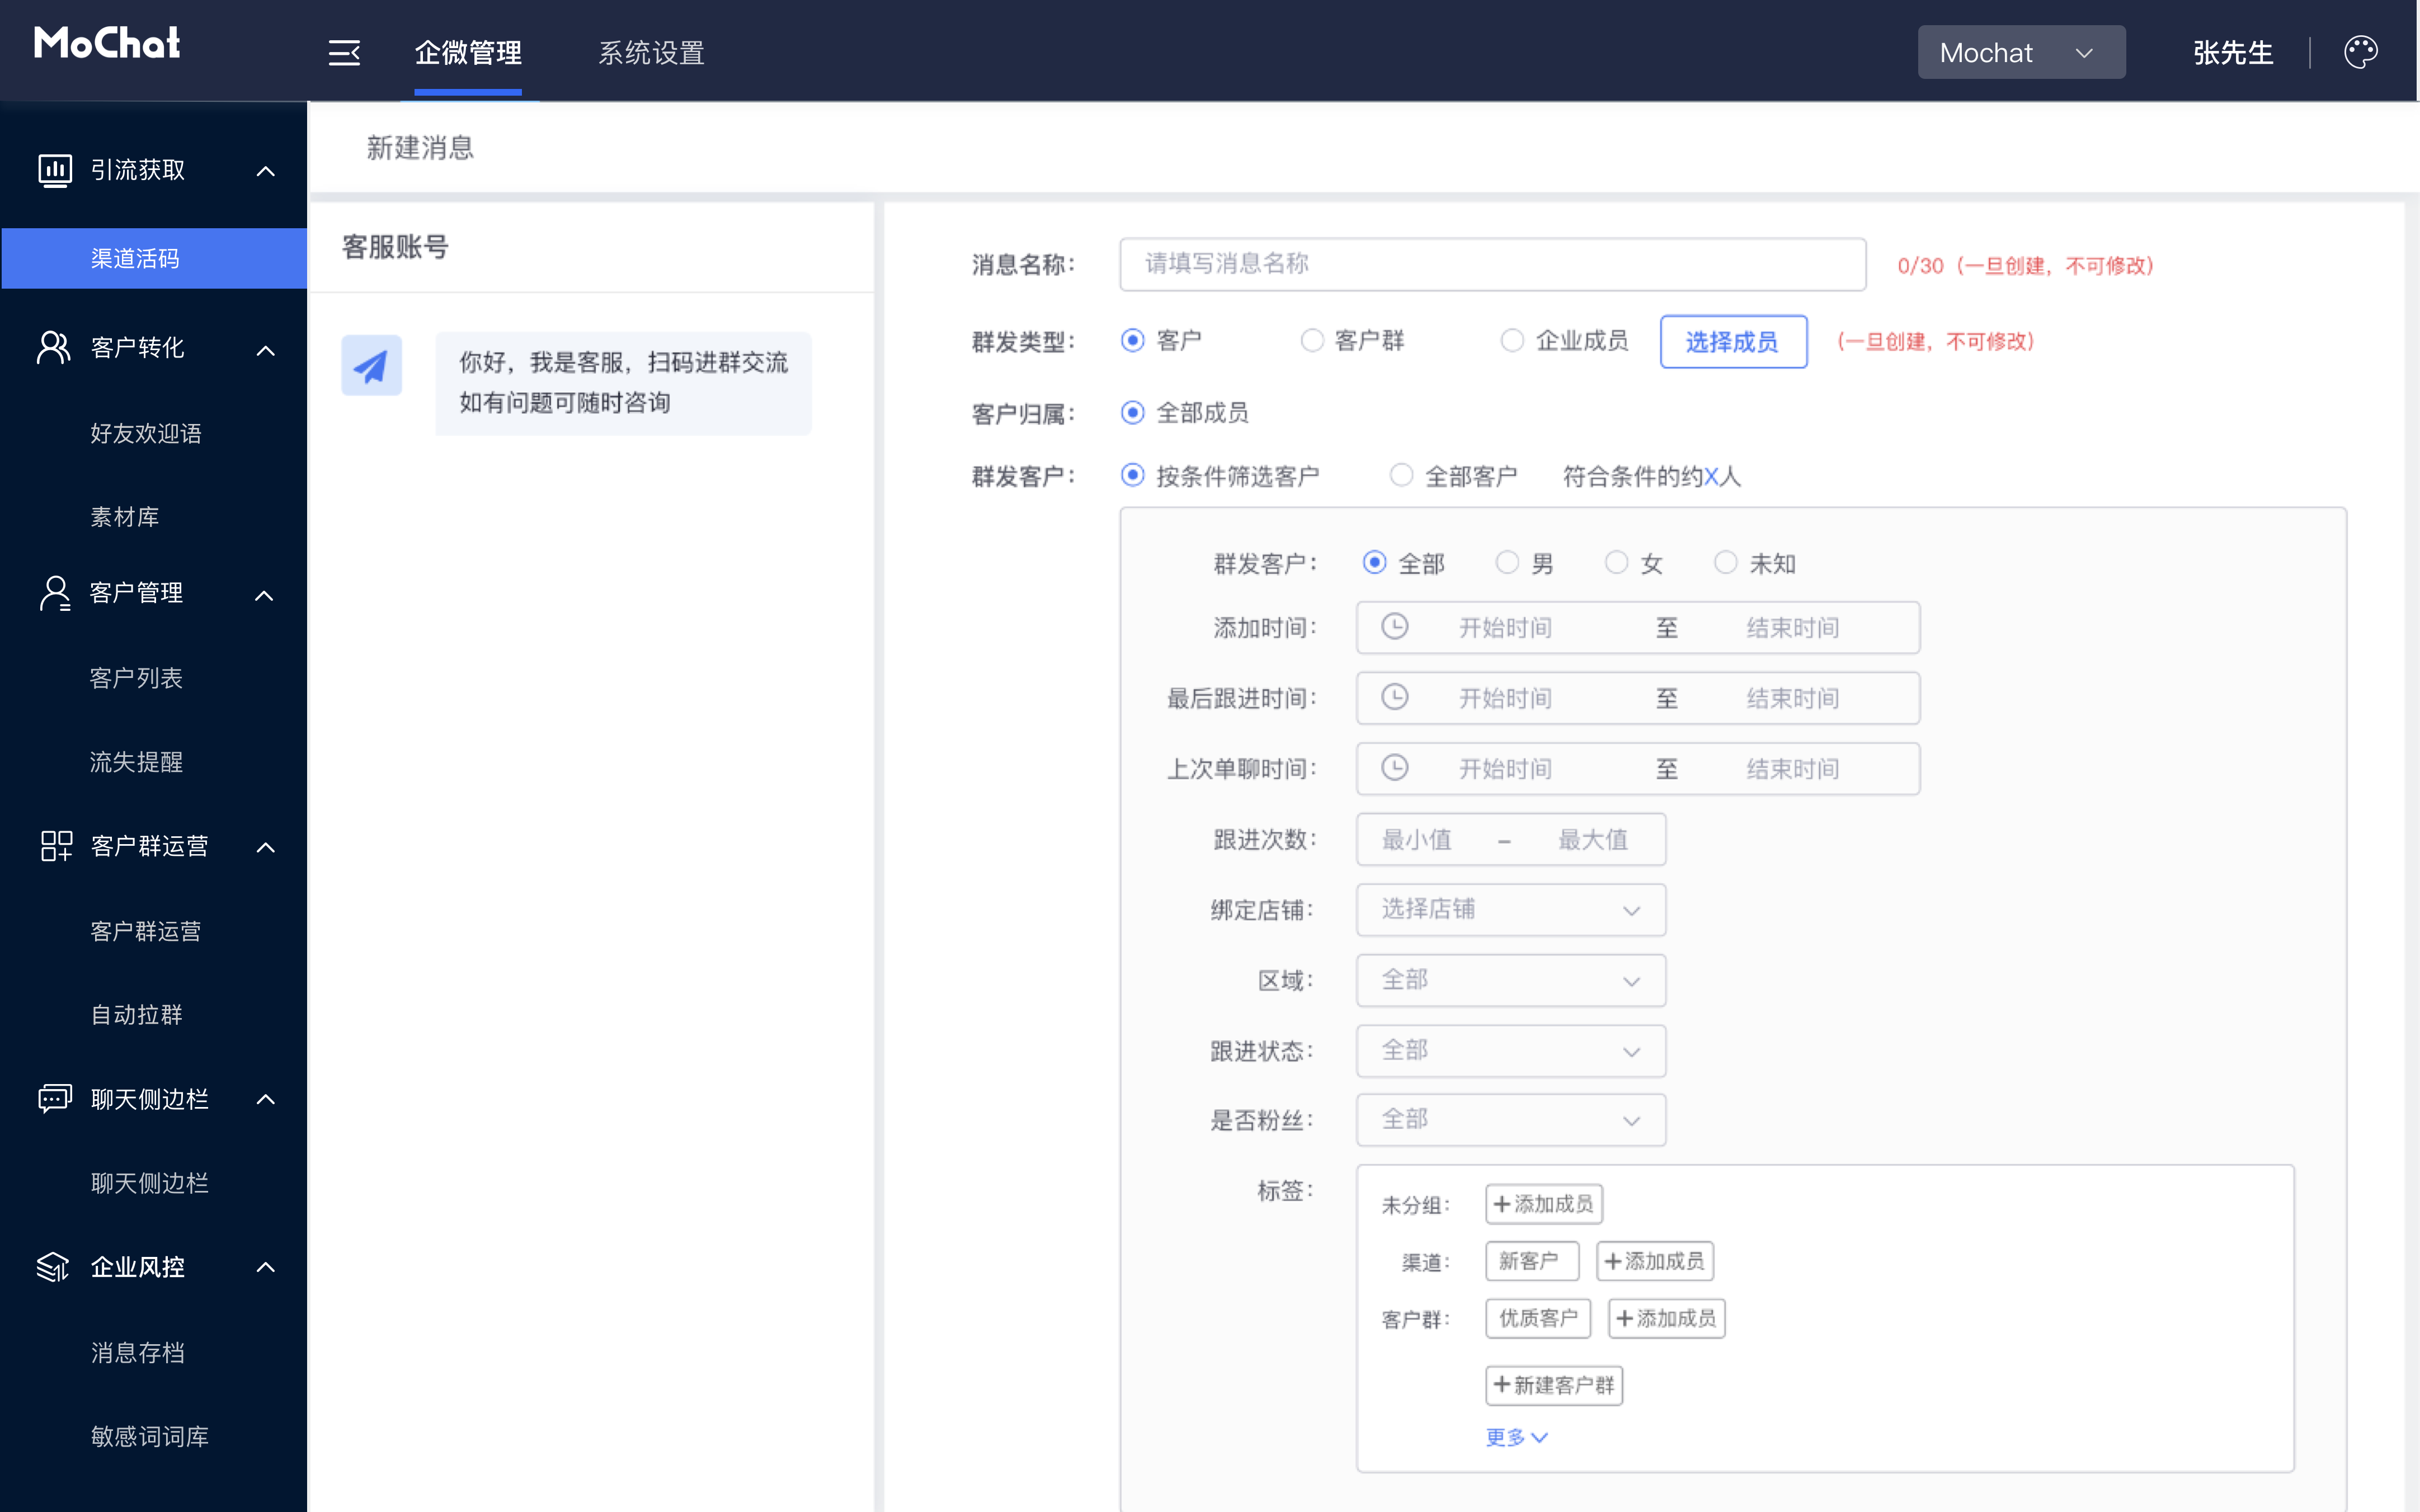 MoChat
企微管理
系统设置
Mochat
张先生
引流获取
渠道活码
客户转化
好友欢迎语
素材库
客户管理
客户列表
流失提醒
客户群运营
客户群运营
自动拉群
聊天侧边栏
聊天侧边栏
企业风控
消息存档
敏感词词库
新建消息
客服账号
你好，我是客服，扫码进群交流
如有问题可随时咨询
消息名称： 请填写消息名称 0/30（一旦创建，不可修改）
群发类型： 客户 客户群 企业成员 选择成员 （一旦创建，不可修改）
客户归属： 全部成员
群发客户： 按条件筛选客户 全部客户 符合条件的约X人
群发客户： 全部 男 女 未知
添加时间： 开始时间 至 结束时间
最后跟进时间： 开始时间 至 结束时间
上次单聊时间： 开始时间 至 结束时间
跟进次数： 最小值 － 最大值
绑定店铺： 选择店铺
区域： 全部
跟进状态： 全部
是否粉丝： 全部
标签：
未分组： +添加成员
渠道： 新客户 +添加成员
客户群： 优质客户 +添加成员
+新建客户群
更多